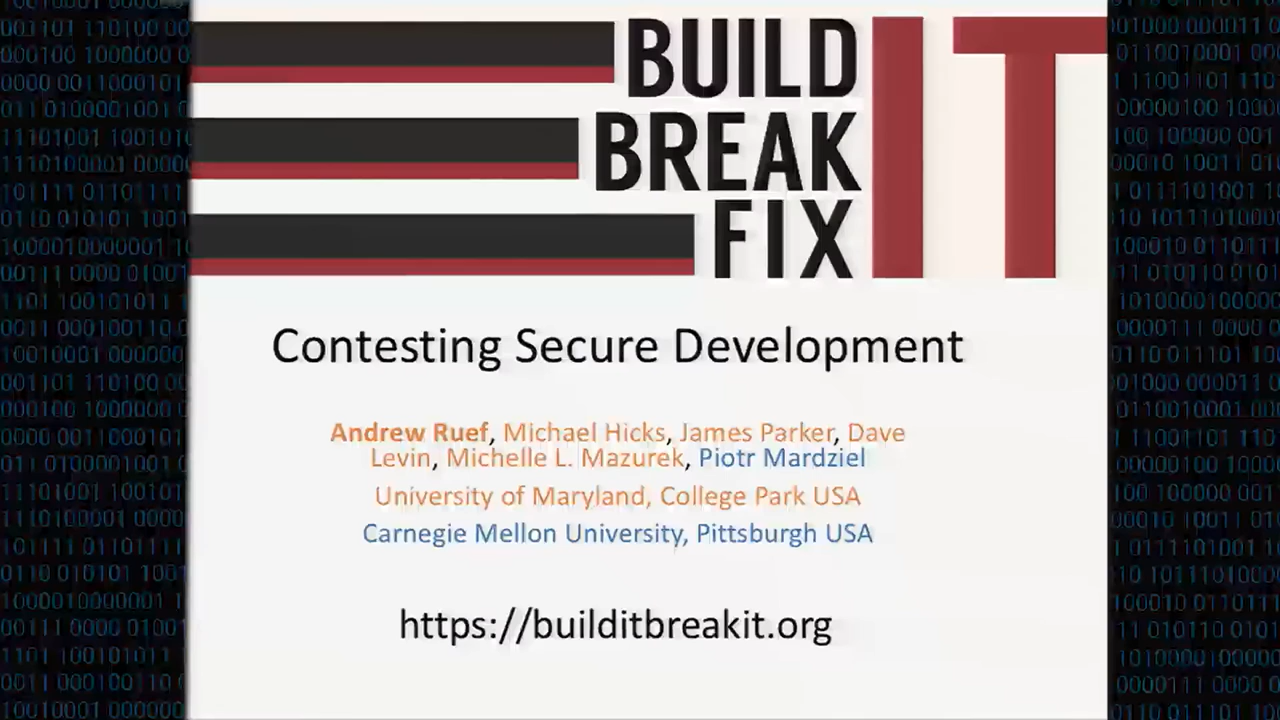 BUILD
BREAK
FIX
IT
Contesting Secure Development
Andrew Ruef, Michael Hicks, James Parker, Dave
Levin, Michelle L. Mazurek, Piotr Mardziel
University of Maryland, College Park USA
Carnegie Mellon University, Pittsburgh USA
https://builditbreakit.org